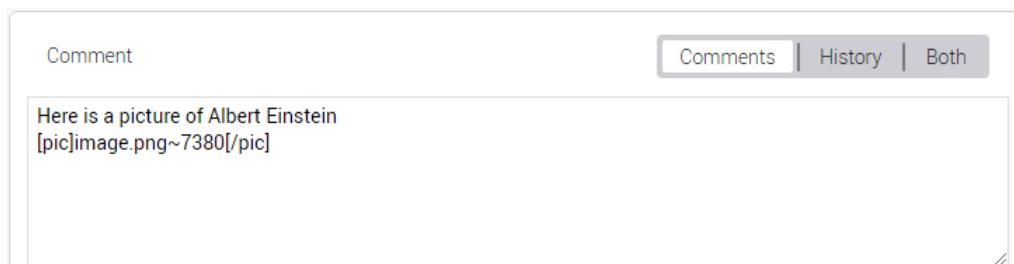 Comment
Comments | History | Both
Here is a picture of Albert Einstein
[pic]image.png~7380[/pic]